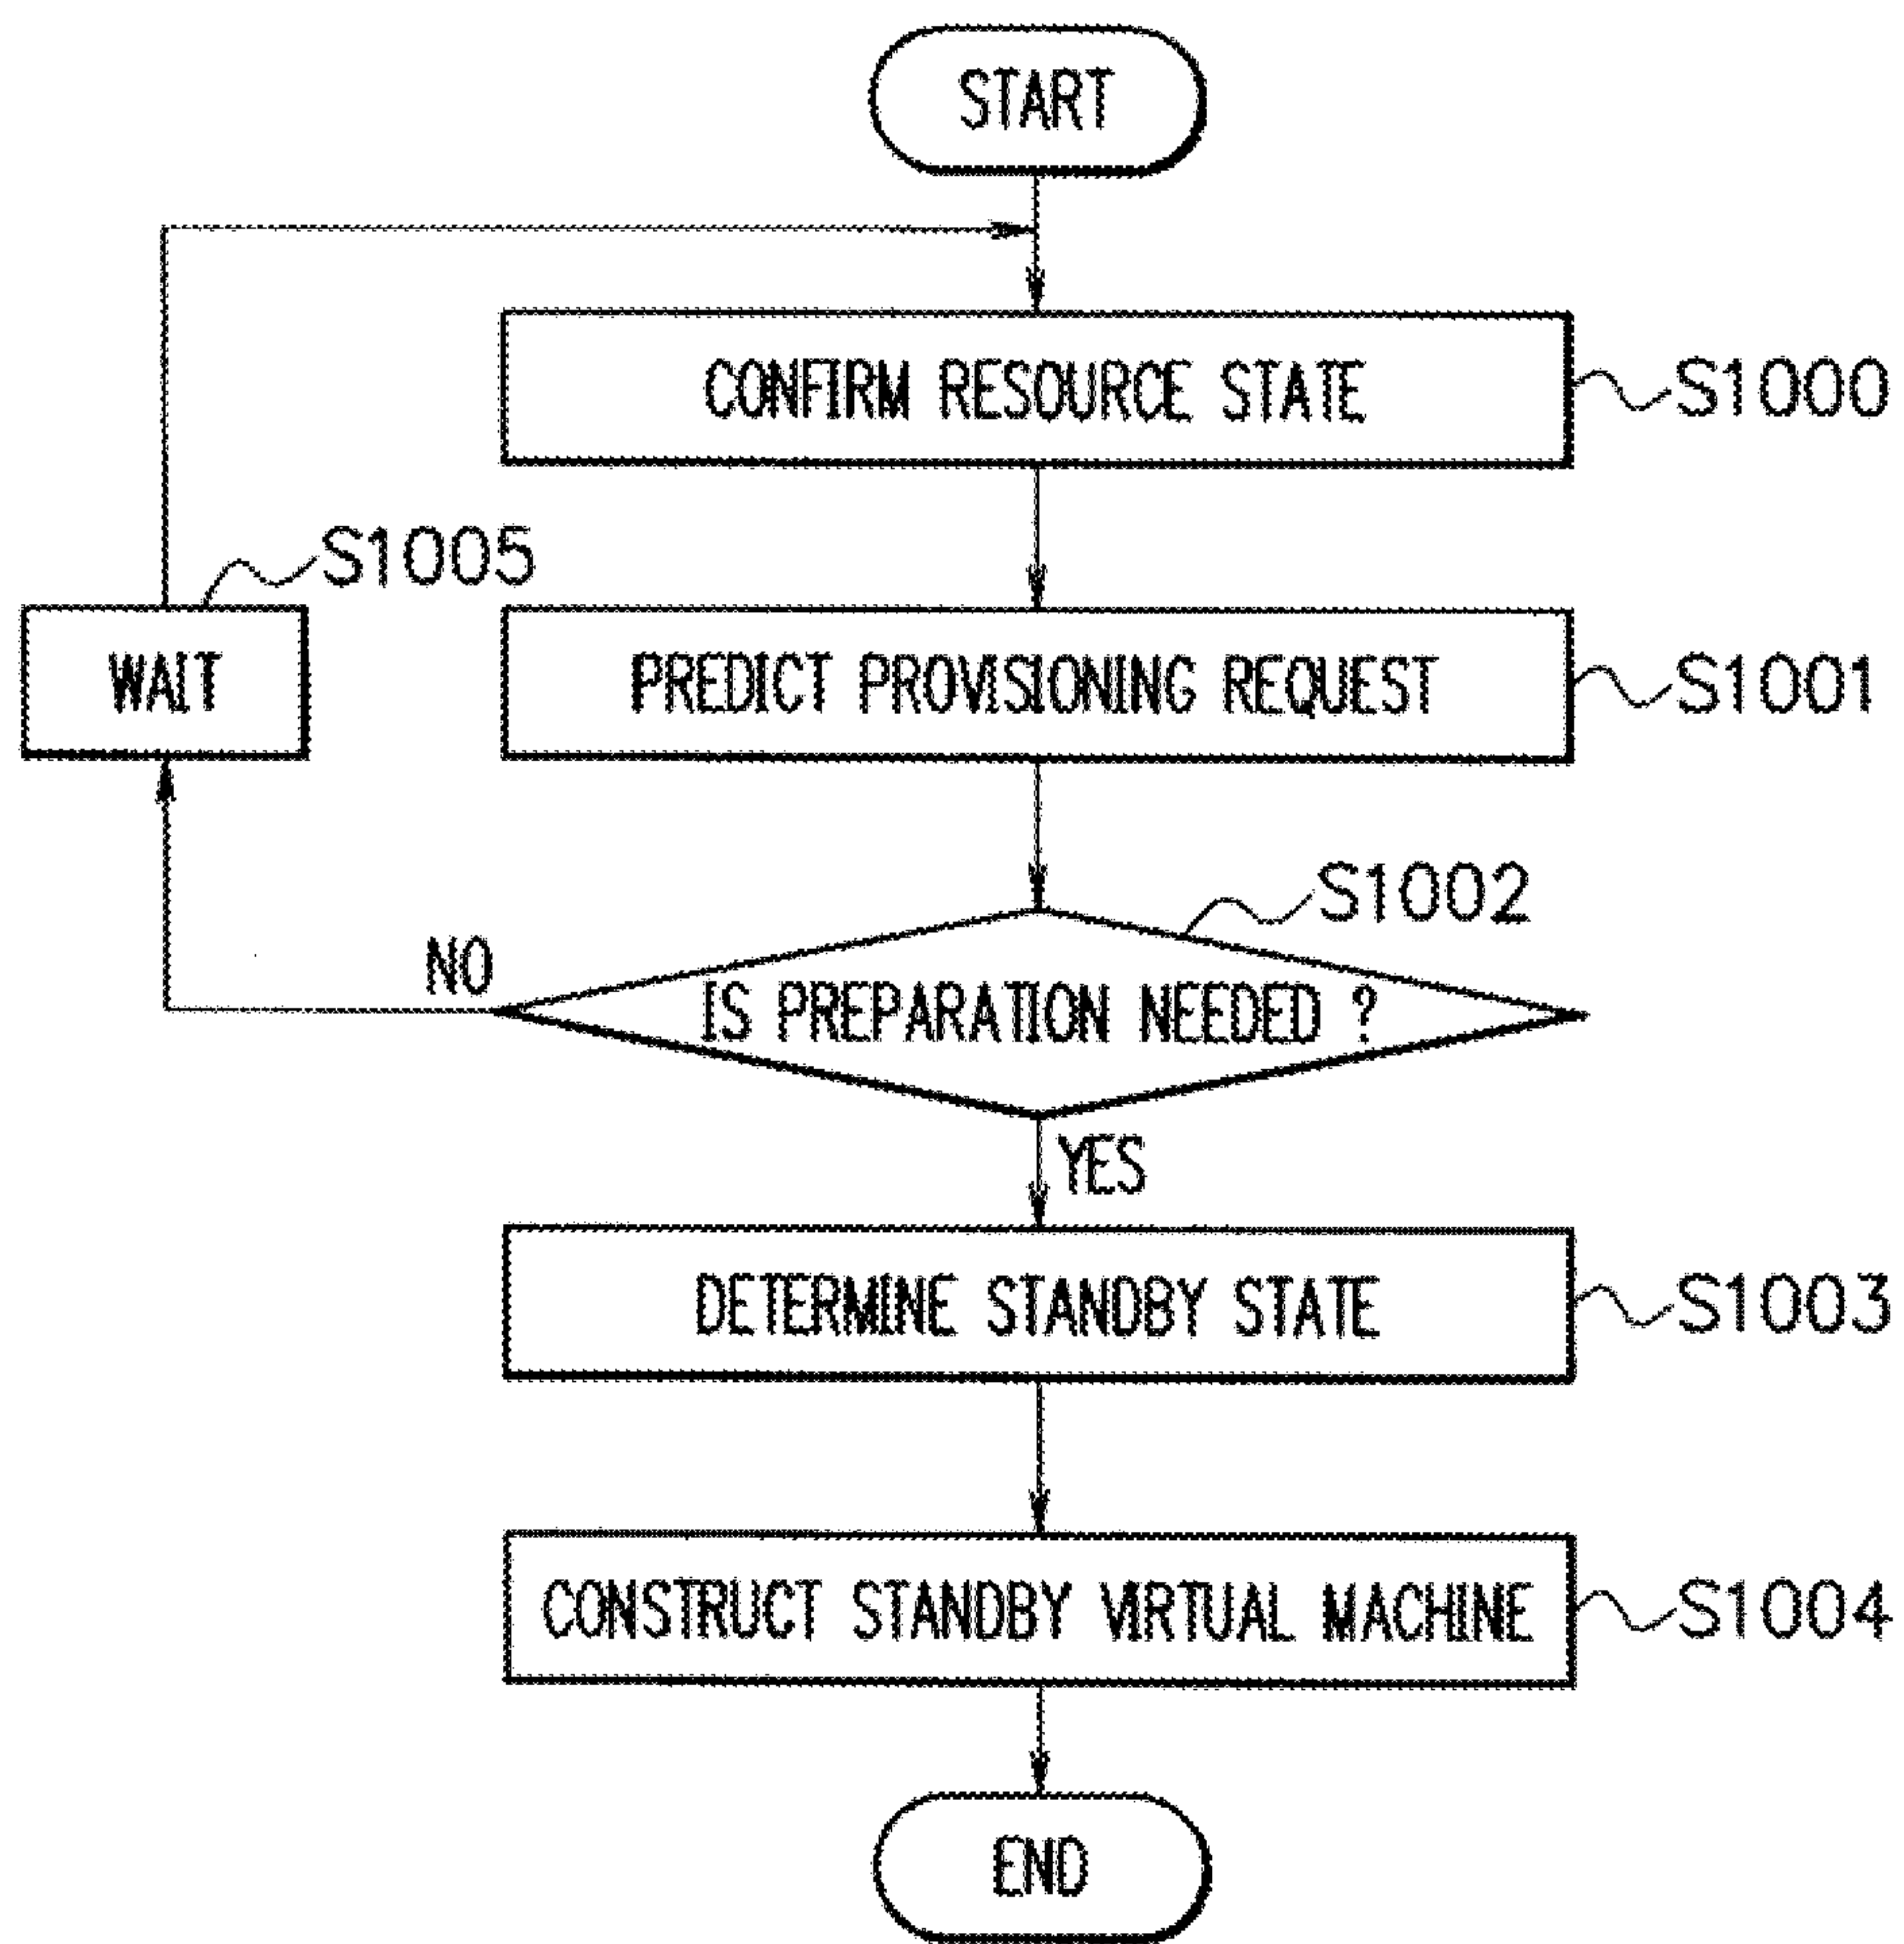 START
CONFIRM RESOURCE STATE
S1000
S1005
WAIT
PREDICT PROVISIONING REQUEST
S1001
S1002
NO
IS PREPARATION NEEDED ?
YES
DETERMINE STANDBY STATE
S1003
CONSTRUCT STANDBY VIRTUAL MACHINE
S1004
END